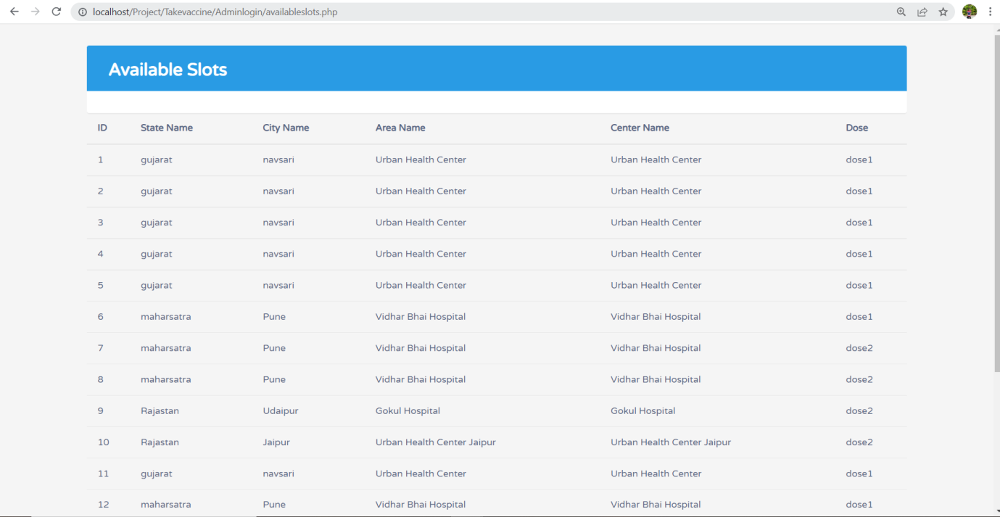 localhost/Project/Takevaccine/Adminlogin/availableslots.php
Available Slots
ID State Name City Name Area Name Center Name Dose
1 gujarat navsari Urban Health Center Urban Health Center dose1
2 gujarat navsari Urban Health Center Urban Health Center dose1
3 gujarat navsari Urban Health Center Urban Health Center dose1
4 gujarat navsari Urban Health Center Urban Health Center dose1
5 gujarat navsari Urban Health Center Urban Health Center dose1
6 maharsatra Pune Vidhar Bhai Hospital Vidhar Bhai Hospital dose1
7 maharsatra Pune Vidhar Bhai Hospital Vidhar Bhai Hospital dose2
8 maharsatra Pune Vidhar Bhai Hospital Vidhar Bhai Hospital dose2
9 Rajastan Udaipur Gokul Hospital Gokul Hospital dose2
10 Rajastan Jaipur Urban Health Center Jaipur Urban Health Center Jaipur dose2
11 gujarat navsari Urban Health Center Urban Health Center dose1
12 maharsatra Pune Vidhar Bhai Hospital Vidhar Bhai Hospital dose1